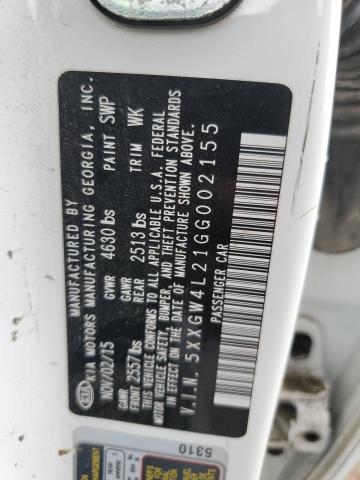 KIA
MANUFACTURED BY
KIA MOTORS MANUFACTURING GEORGIA, INC.
NOV/02/15 GVWR 4630 lbs PAINT SWP
GAWR GAWR
FRONT 2557 lbs REAR 2513 lbs TRIM WK
THIS VEHICLE CONFORMS TO ALL APPLICABLE U.S.A. FEDERAL
MOTOR VEHICLE SAFETY, BUMPER, AND THEFT PREVENTION STANDARDS
IN EFFECT ON THE DATE OF MANUFACTURE SHOWN ABOVE.
V.I.N. 5XXGW4L21GG002155
PASSENGER CAR
5310